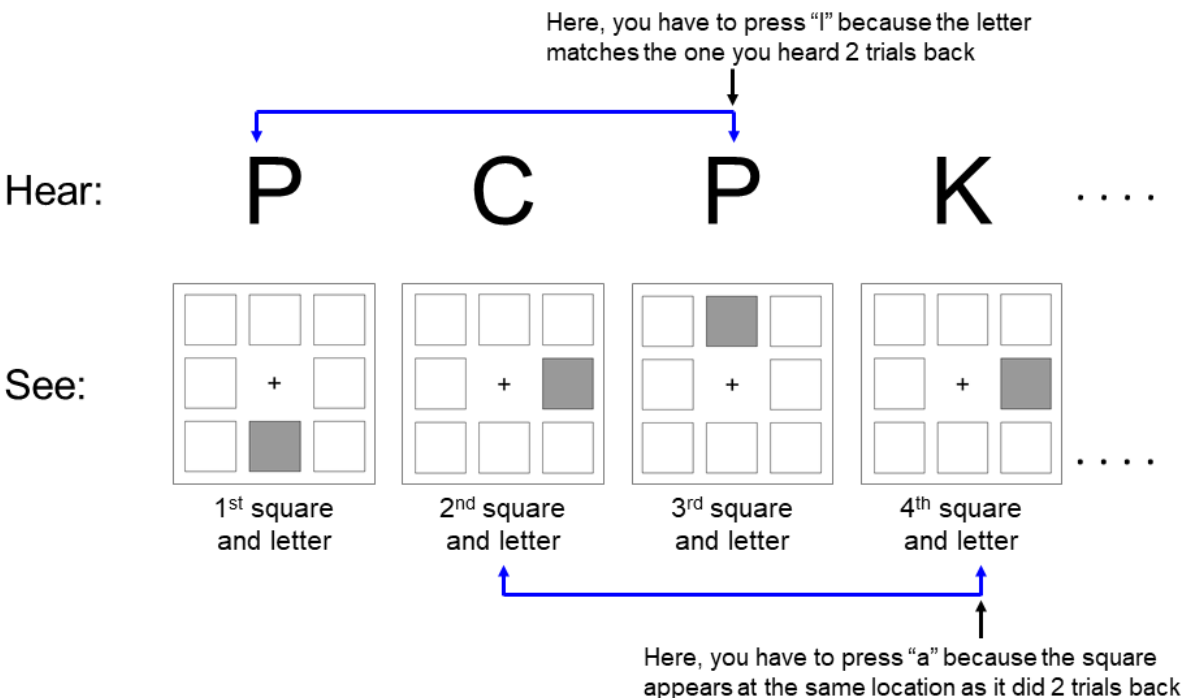 Here, you have to press “l” because the letter
matches the one you heard 2 trials back
Hear: P C P K . . . .
See: + + + +
. . . .
1st square 2nd square 3rd square 4th square
and letter and letter and letter and letter
Here, you have to press “a” because the square
appears at the same location as it did 2 trials back